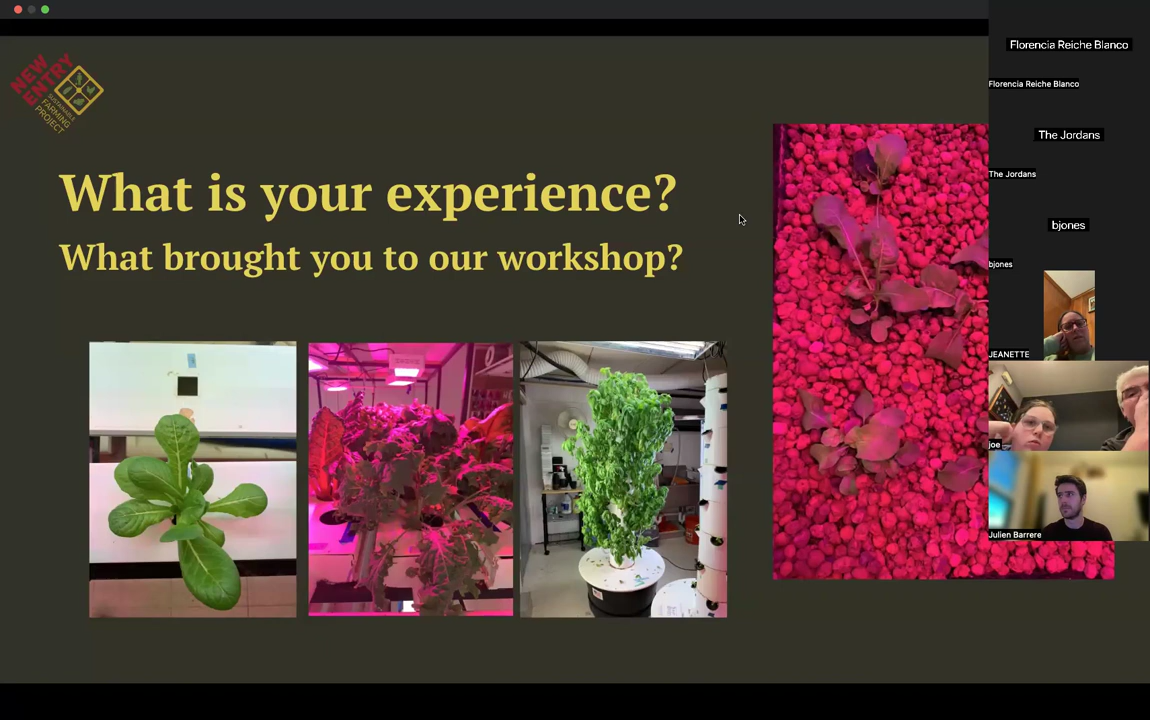 NEW
ENTRY
SUSTAINABLE
FARMING
PROJECT
What is your experience?
What brought you to our workshop?
Florencia Reiche Blanco
Florencia Reiche Blanco
The Jordans
The Jordans
bjones
bjones
JEANETTE
joe
Julien Barrere